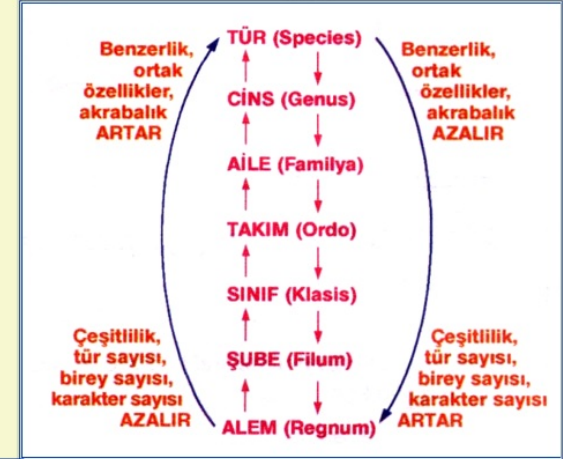 Benzerlik,
ortak
özellikler,
akrabalık
ARTAR
TÜR (Species)
CİNS (Genus)
AİLE (Familya)
TAKIM (Ordo)
SINIF (Klasis)
ŞUBE (Filum)
ALEM (Regnum)
Benzerlik,
ortak
özellikler,
akrabalık
AZALIR
Çeşitlilik,
tür sayısı,
birey sayısı,
karakter sayısı
AZALIR
Çeşitlilik,
tür sayısı,
birey sayısı,
karakter sayısı
ARTAR